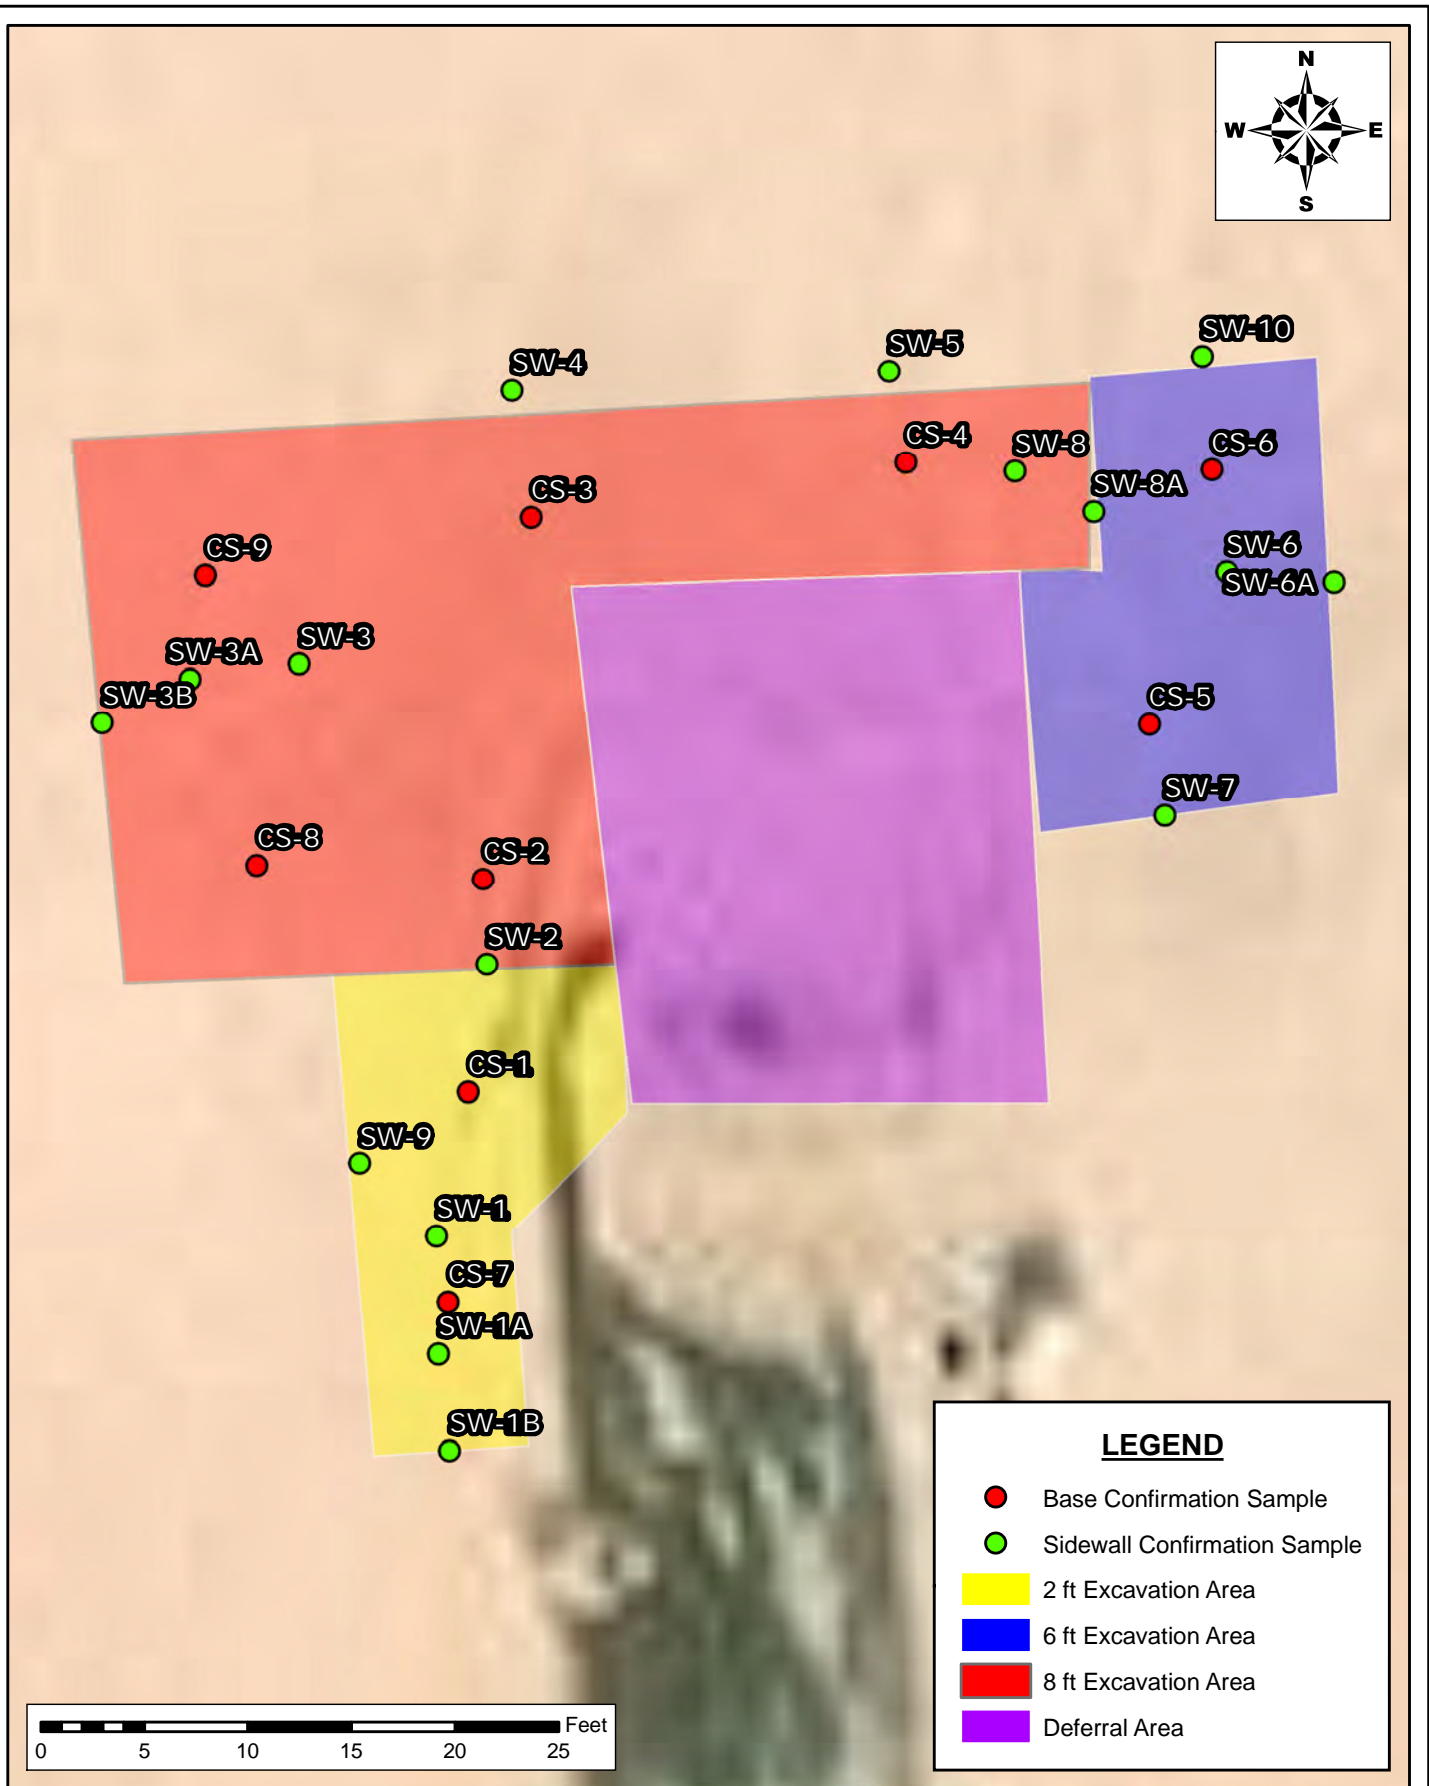 N
W E
S
SW-10
SW-5
SW-4
CS-4
SW-8
CS-6
CS-3
SW-8A
SW-6
CS-9
SW-6A
SW-3
SW-3A
SW-3B
CS-5
SW-7
CS-8
CS-2
SW-2
CS-1
SW-9
SW-1
CS-7
SW-1A
SW-1B
LEGEND
Base Confirmation Sample
Sidewall Confirmation Sample
2 ft Excavation Area
6 ft Excavation Area
8 ft Excavation Area
Deferral Area
Feet
0 5 10 15 20 25